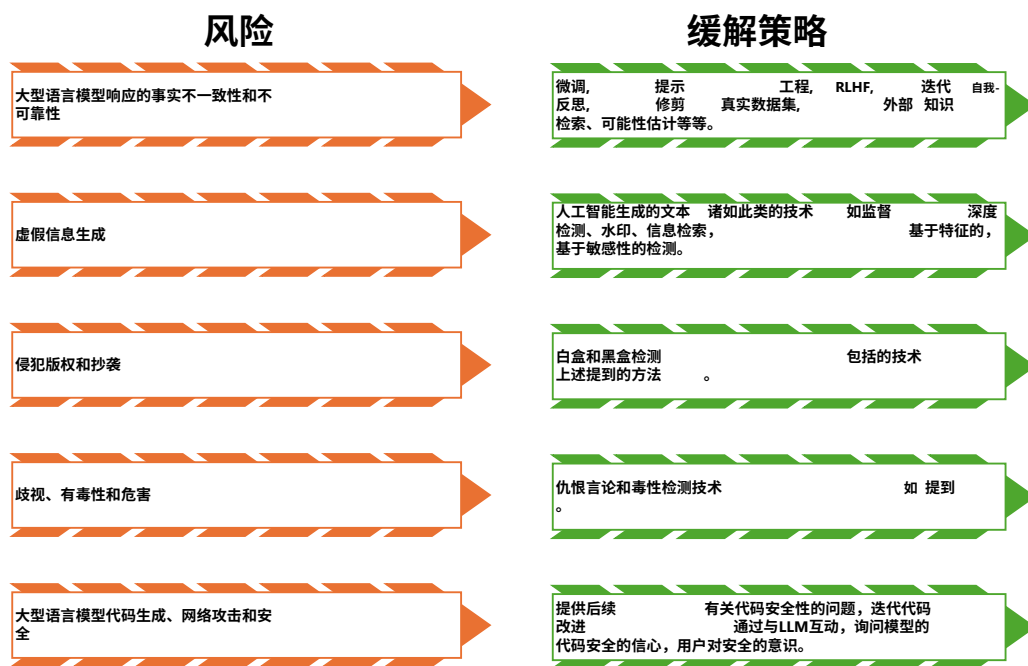 风险
缓解策略
大型语言模型响应的事实不一致性和不
可靠性
微调, 提示 工程, RLHF, 迭代 自我-
反思, 修剪 真实数据集, 外部 知识
检索、可能性估计等等。
虚假信息生成
人工智能生成的文本 诸如此类的技术 如监督 深度
检测、水印、信息检索， 基于特征的，
基于敏感性的检测。
侵犯版权和抄袭
白盒和黑盒检测 包括的技术
上述提到的方法 。
歧视、有毒性和危害
仇恨言论和毒性检测技术 如 提到
。
大型语言模型代码生成、网络攻击和安
全
提供后续 有关代码安全性的问题，迭代代码
改进 通过与LLM互动，询问模型的
代码安全的信心，用户对安全的意识。